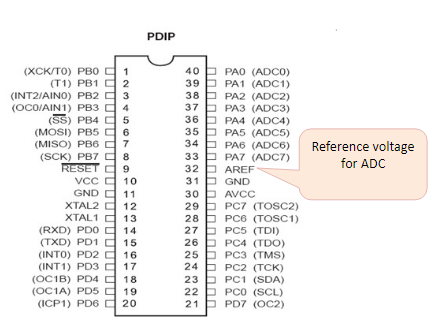 PDIP
(XCK/T0) PB0 1 40 PA0 (ADC0)
(T1) PB1 2 39 PA1 (ADC1)
(INT2/AIN0) PB2 3 38 PA2 (ADC2)
(OC0/AIN1) PB3 4 37 PA3 (ADC3)
(SS) PB4 5 36 PA4 (ADC4)
(MOSI) PB5 6 35 PA5 (ADC5)
(MISO) PB6 7 34 PA6 (ADC6)
(SCK) PB7 8 33 PA7 (ADC7)
RESET 9 32 AREF
VCC 10 31 GND
GND 11 30 AVCC
XTAL2 12 29 PC7 (TOSC2)
XTAL1 13 28 PC6 (TOSC1)
(RXD) PD0 14 27 PC5 (TDI)
(TXD) PD1 15 26 PC4 (TDO)
(INT0) PD2 16 25 PC3 (TMS)
(INT1) PD3 17 24 PC2 (TCK)
(OC1B) PD4 18 23 PC1 (SDA)
(OC1A) PD5 19 22 PC0 (SCL)
(ICP1) PD6 20 21 PD7 (OC2)
Reference voltage
for ADC